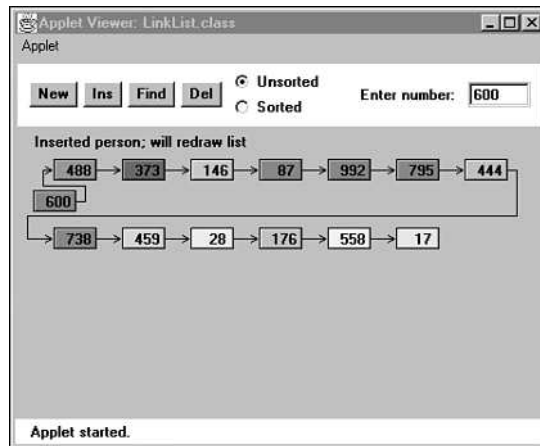 Applet Viewer: LinkList.class
Applet
New Ins Find Del Unsorted Enter number: 600
Sorted
Inserted person; will redraw list
488 373 146 87 992 795 444
600
738 459 28 176 558 17
Applet started.